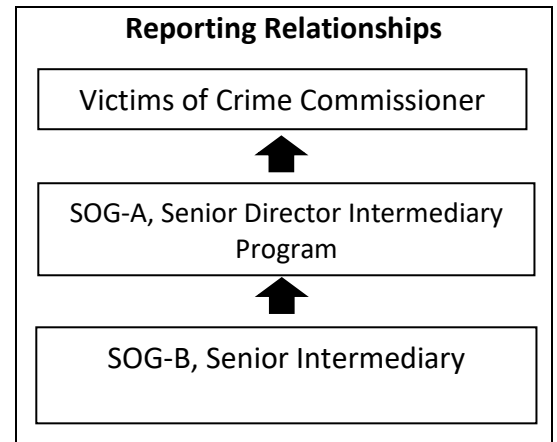 Reporting Relationships
Victims of Crime Commissioner
SOG-A, Senior Director Intermediary
Program
SOG-B, Senior Intermediary